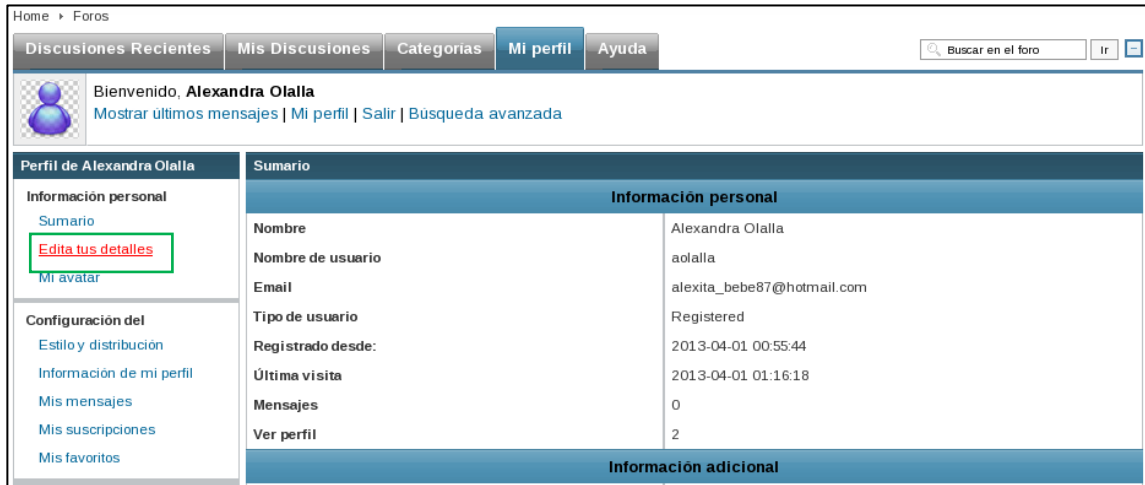 Home ▸ Foros
Discusiones Recientes Mis Discusiones Categorías Mi perfil Ayuda Buscar en el foro Ir
Bienvenido, Alexandra Olalla
Mostrar últimos mensajes | Mi perfil | Salir | Búsqueda avanzada
Perfil de Alexandra Olalla
Información personal
Sumario
Edita tus detalles
Mi avatar
Configuración del
Estilo y distribución
Información de mi perfil
Mis mensajes
Mis suscripciones
Mis favoritos
Sumario
Información personal
Nombre Alexandra Olalla
Nombre de usuario aolalla
Email alexita_bebe87@hotmail.com
Tipo de usuario Registered
Registrado desde: 2013-04-01 00:55:44
Última visita 2013-04-01 01:16:18
Mensajes 0
Ver perfil 2
Información adicional